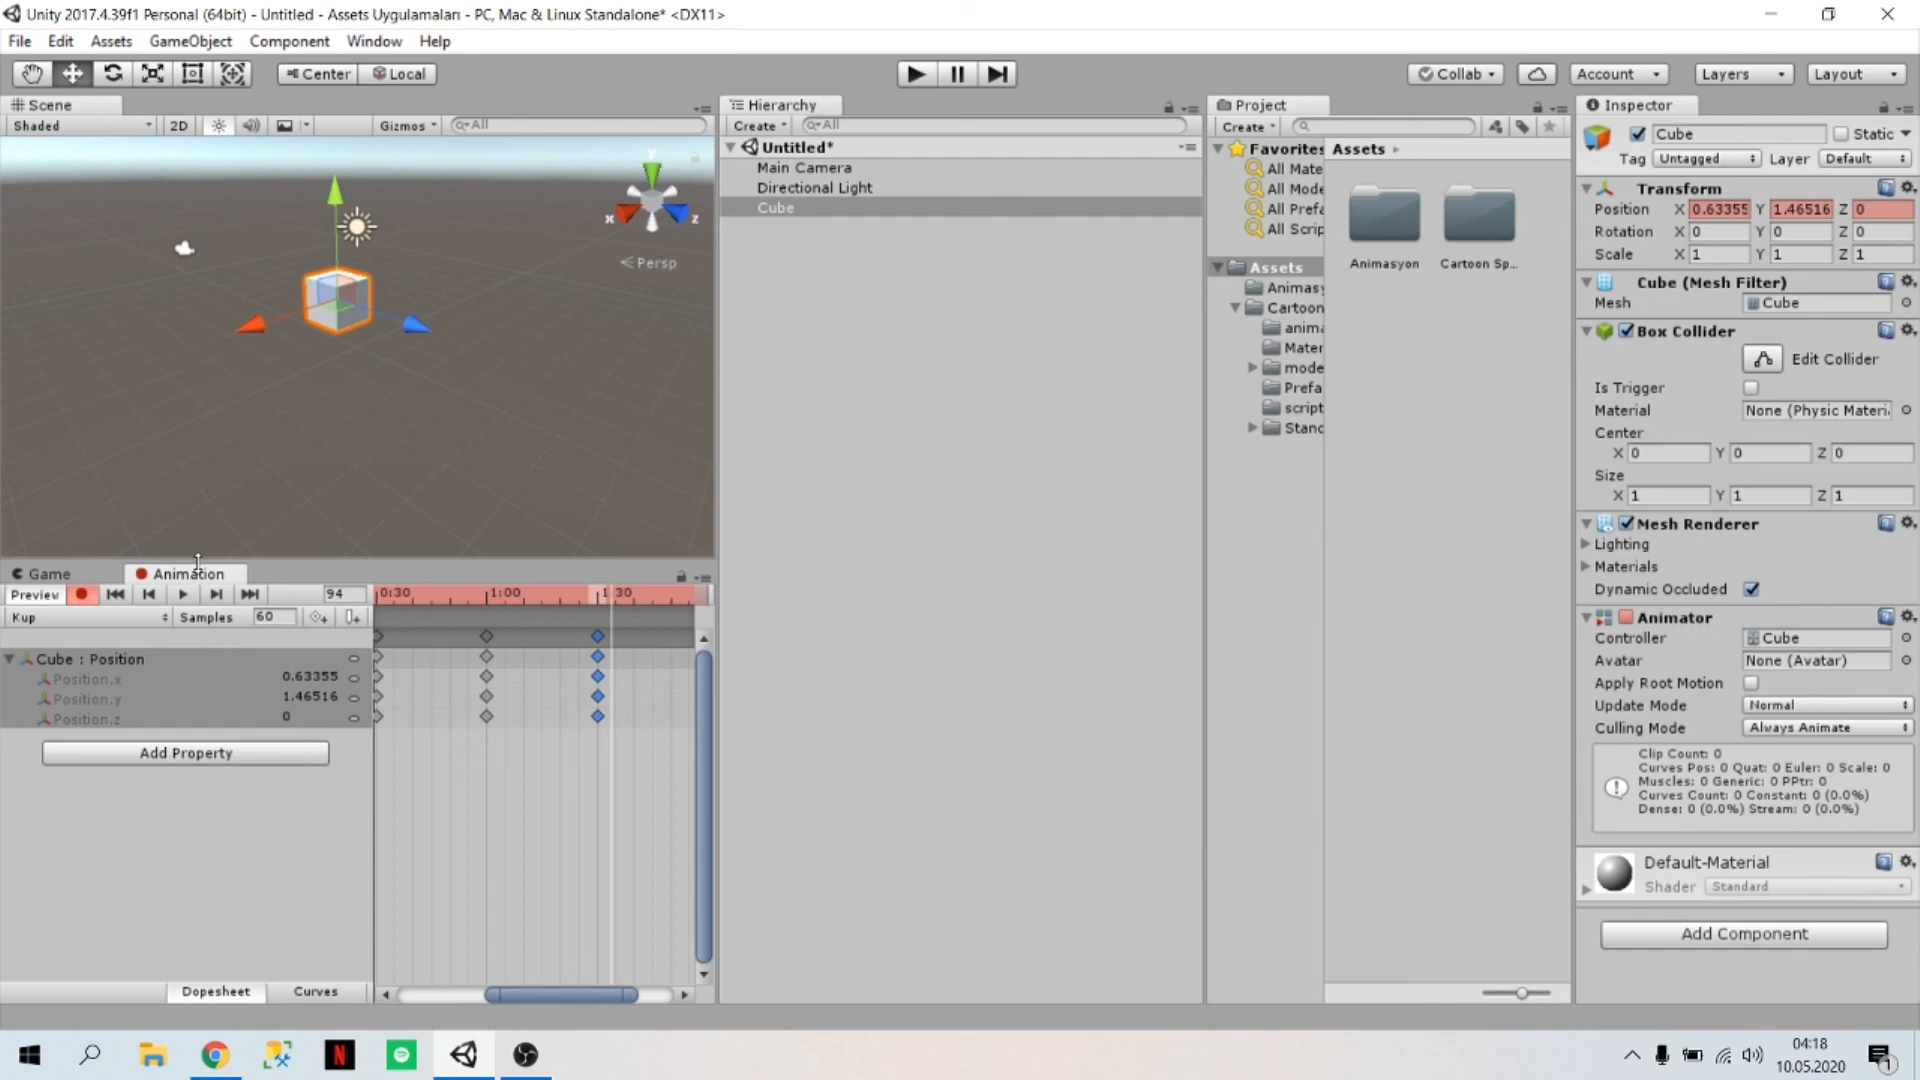 Unity 2017.4.39f1 Personal (64bit) - Untitled - Assets Uygulamaları - PC, Mac & Linux Standalone* <DX11>
File Edit Assets GameObject Component Window Help
Center Local Collab Account Layers Layout
Scene
Shaded 2D Gizmos All
y
x z
Persp
Hierarchy
Create All
Untitled*
Main Camera
Directional Light
Cube
Project
Create
Favorites
All Mate
All Mode
All Prefa
All Scrip
Assets
Animasy
Cartoon
anima
Mater
mode
Prefa
script
Stand
Assets
Animasyon Cartoon Sp...
Inspector
Cube Static
Tag Untagged Layer Default
Transform
Position X 0.63355 Y 1.46516 Z 0
Rotation X 0 Y 0 Z 0
Scale X 1 Y 1 Z 1
Cube (Mesh Filter)
Mesh Cube
Box Collider
Edit Collider
Is Trigger
Material None (Physic Materi
Center
X 0 Y 0 Z 0
Size
X 1 Y 1 Z 1
Mesh Renderer
Lighting
Materials
Dynamic Occluded
Animator
Controller Cube
Avatar None (Avatar)
Apply Root Motion
Update Mode Normal
Culling Mode Always Animate
Clip Count: 0
Curves Pos: 0 Quat: 0 Euler: 0 Scale: 0
Muscles: 0 Generic: 0 PPtr: 0
Curves Count: 0 Constant: 0 (0.0%)
Dense: 0 (0.0%) Stream: 0 (0.0%)
Default-Material
Shader Standard
Add Component
Game Animation
Preview 94 0:30 1:00 1:30
Kup Samples 60
Cube : Position
Position.x 0.63355
Position.y 1.46516
Position.z 0
Add Property
Dopesheet Curves
N
04:18
10.05.2020
1